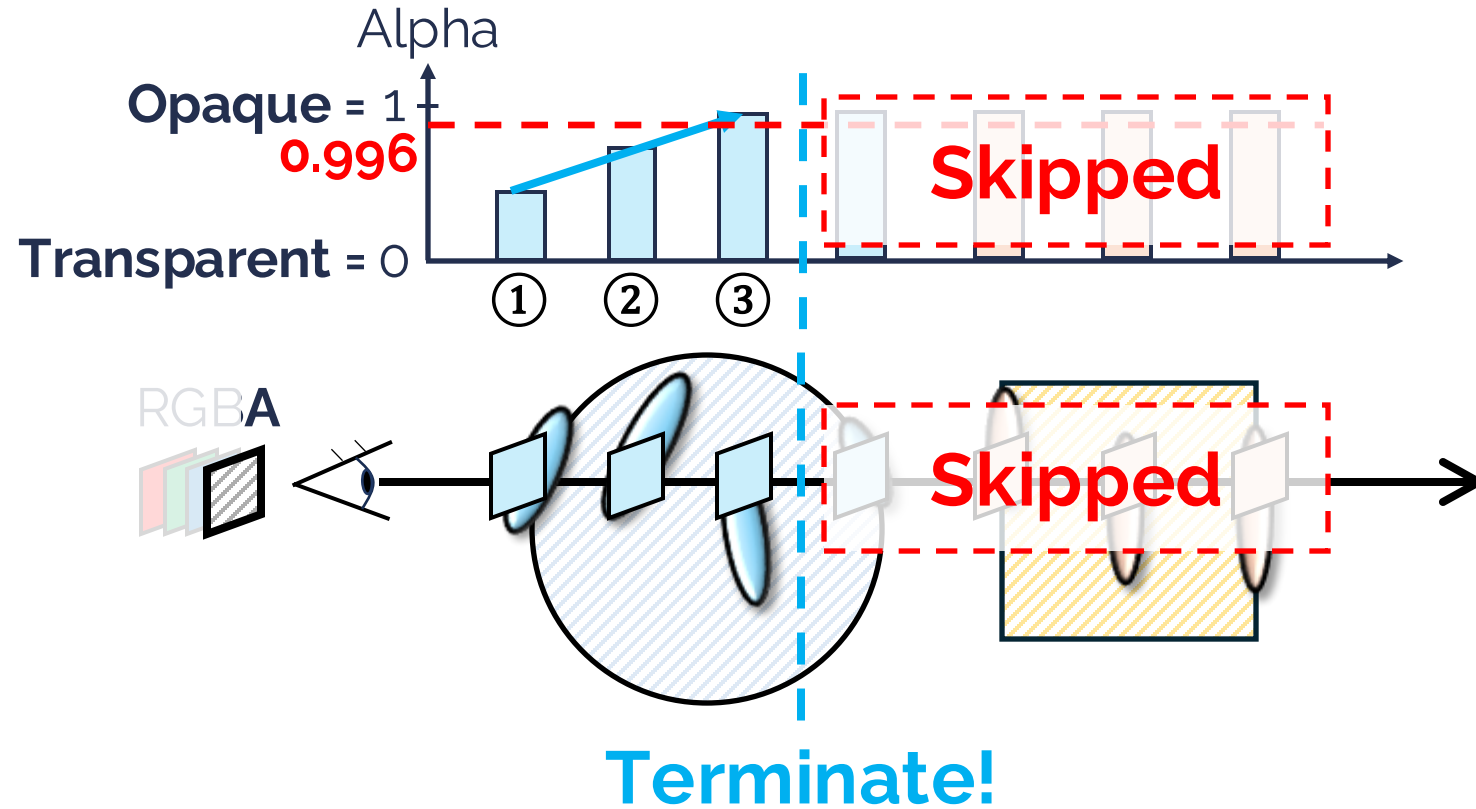 Alpha
Opaque = 1
0.996
Transparent = 0
Skipped
① ② ③
RGBA
Skipped
Terminate!